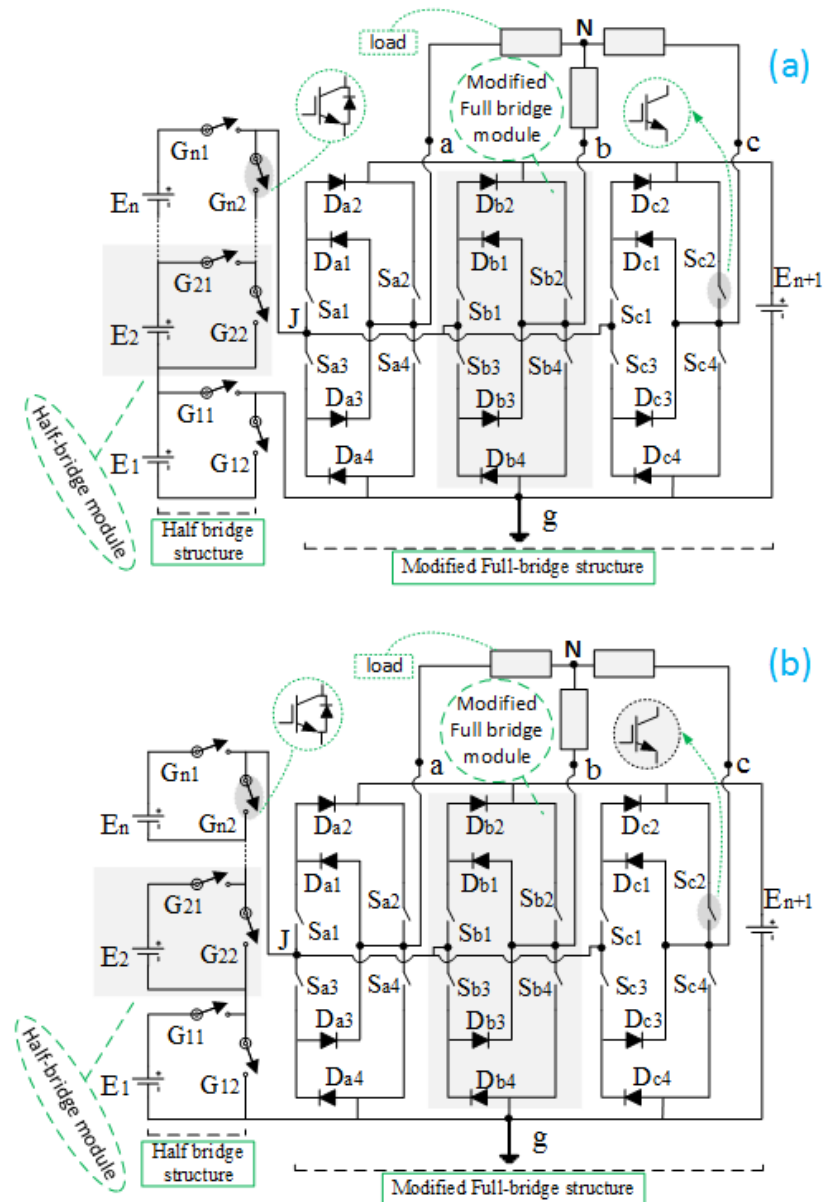 load
N
(a)
Modified
Full bridge
module
a
b
c
Gn1
Gn2
En
Da2
Db2
Dc2
Da1
Db1
Dc1
G21
Sa2
Sb2
Sc2
En+1
Sa1
Sb1
Sc1
J
E2
G22
Sa3
Sa4
Sb3
Sb4
Sc3
Sc4
G11
Da3
Db3
Dc3
E1
G12
Da4
Db4
Dc4
Half-bridge module
g
Half bridge
structure
Modified Full-bridge structure
load
N
(b)
Modified
Full bridge
module
a
b
c
Gn1
Gn2
En
Da2
Db2
Dc2
Da1
Db1
Dc1
G21
Sa2
Sb2
Sc2
En+1
Sa1
Sb1
Sc1
J
E2
G22
Sa3
Sa4
Sb3
Sb4
Sc3
Sc4
G11
Da3
Db3
Dc3
E1
G12
Da4
Db4
Dc4
Half-bridge module
g
Half bridge
structure
Modified Full-bridge structure